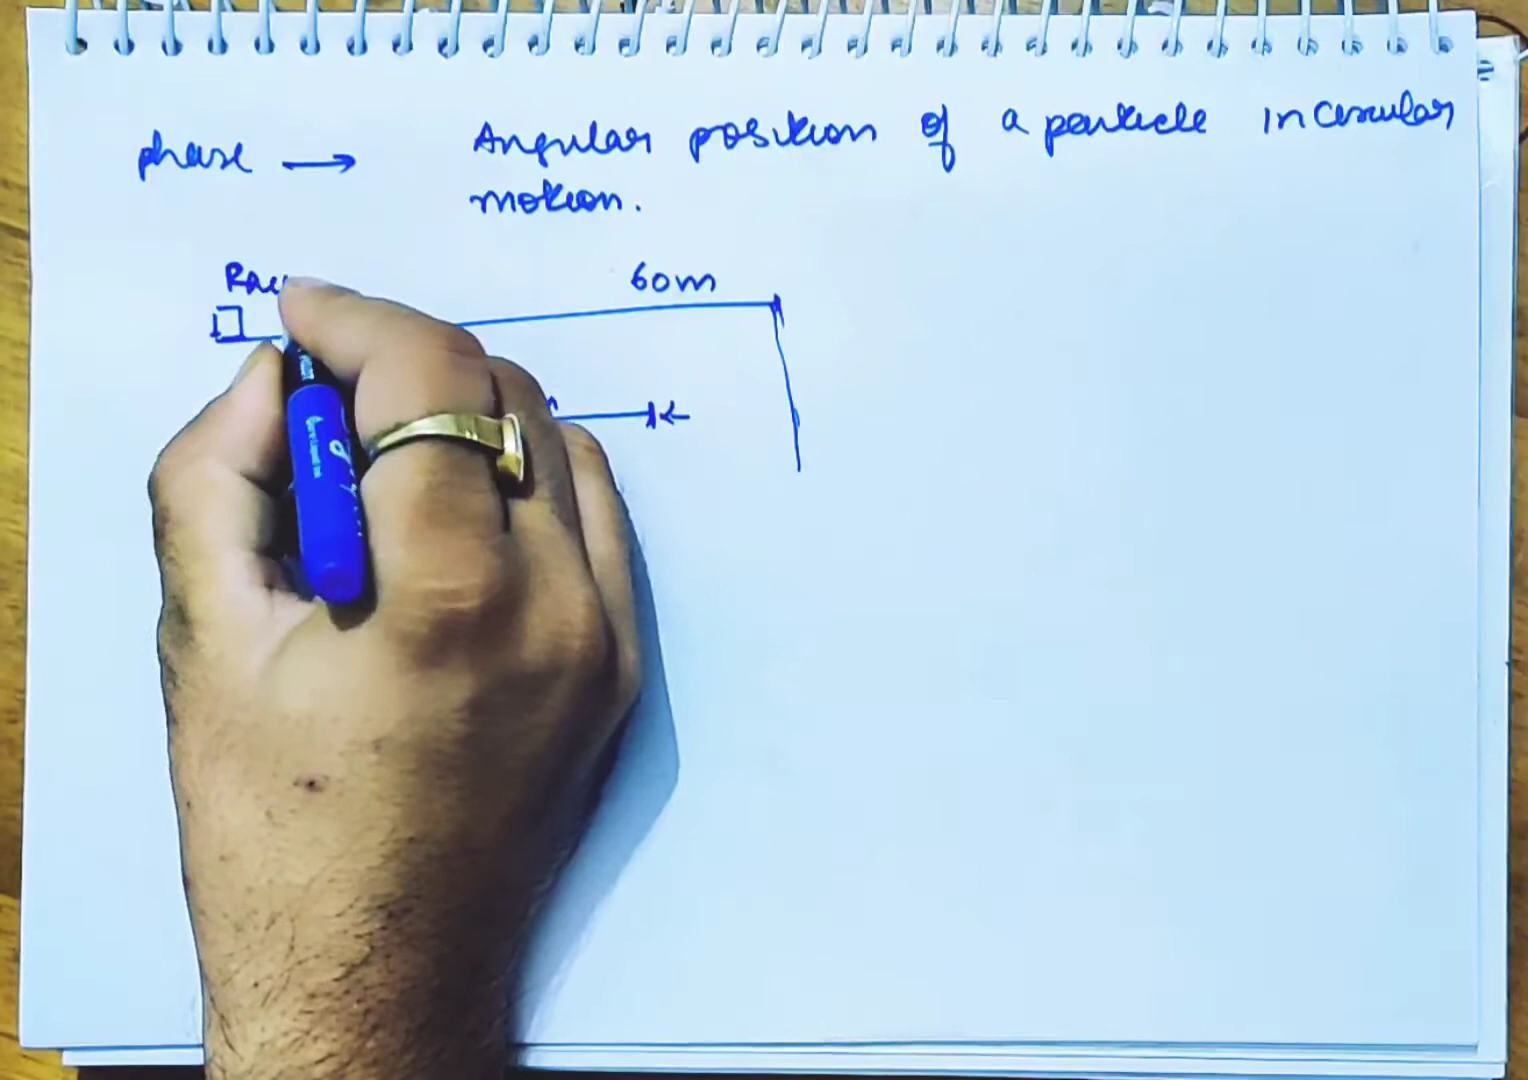 phase → Angular position of a particle in circular
motion.
60m